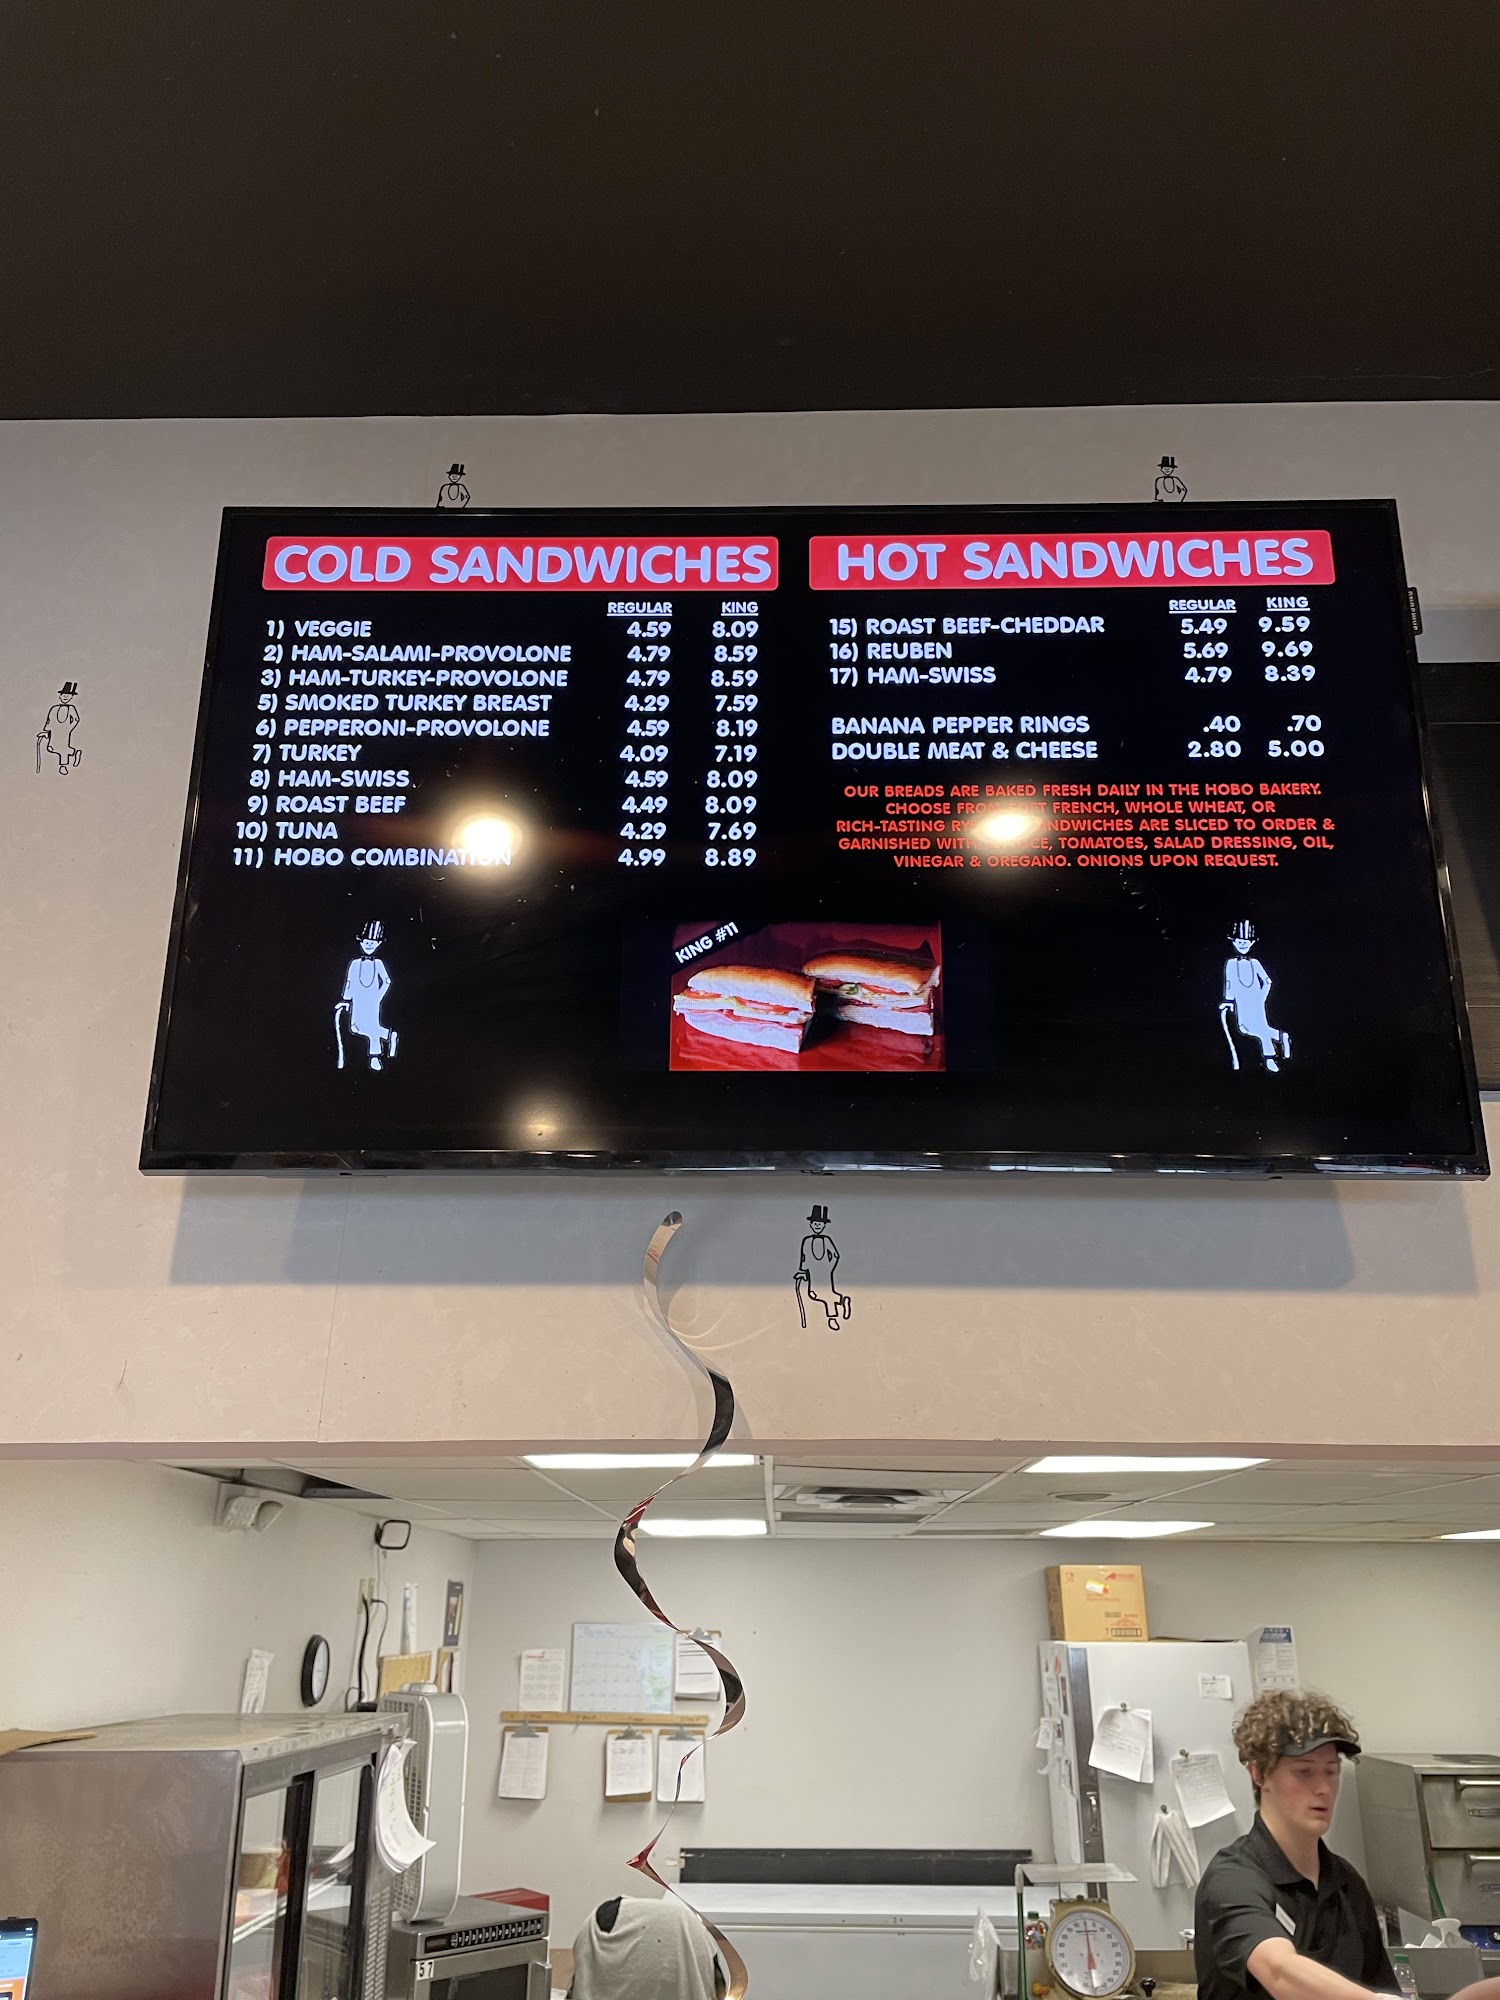 COLD SANDWICHES
REGULAR KING
1) VEGGIE 4.59 8.09
2) HAM-SALAMI-PROVOLONE 4.79 8.59
3) HAM-TURKEY-PROVOLONE 4.79 8.59
5) SMOKED TURKEY BREAST 4.29 7.59
6) PEPPERONI-PROVOLONE 4.59 8.19
7) TURKEY 4.09 7.19
8) HAM-SWISS 4.59 8.09
9) ROAST BEEF 4.49 8.09
10) TUNA 4.29 7.69
11) HOBO COMBINATION 4.99 8.89
HOT SANDWICHES
REGULAR KING
15) ROAST BEEF-CHEDDAR 5.49 9.59
16) REUBEN 5.69 9.69
17) HAM-SWISS 4.79 8.39
BANANA PEPPER RINGS .40 .70
DOUBLE MEAT & CHEESE 2.80 5.00
OUR BREADS ARE BAKED FRESH DAILY IN THE HOBO BAKERY.
CHOOSE FROM SOFT FRENCH, WHOLE WHEAT, OR
RICH-TASTING SANDWICHES ARE SLICED TO ORDER &
GARNISHED WITH LETTUCE, TOMATOES, SALAD DRESSING, OIL,
VINEGAR & OREGANO. ONIONS UPON REQUEST.
KING #11
SAMSUNG
57